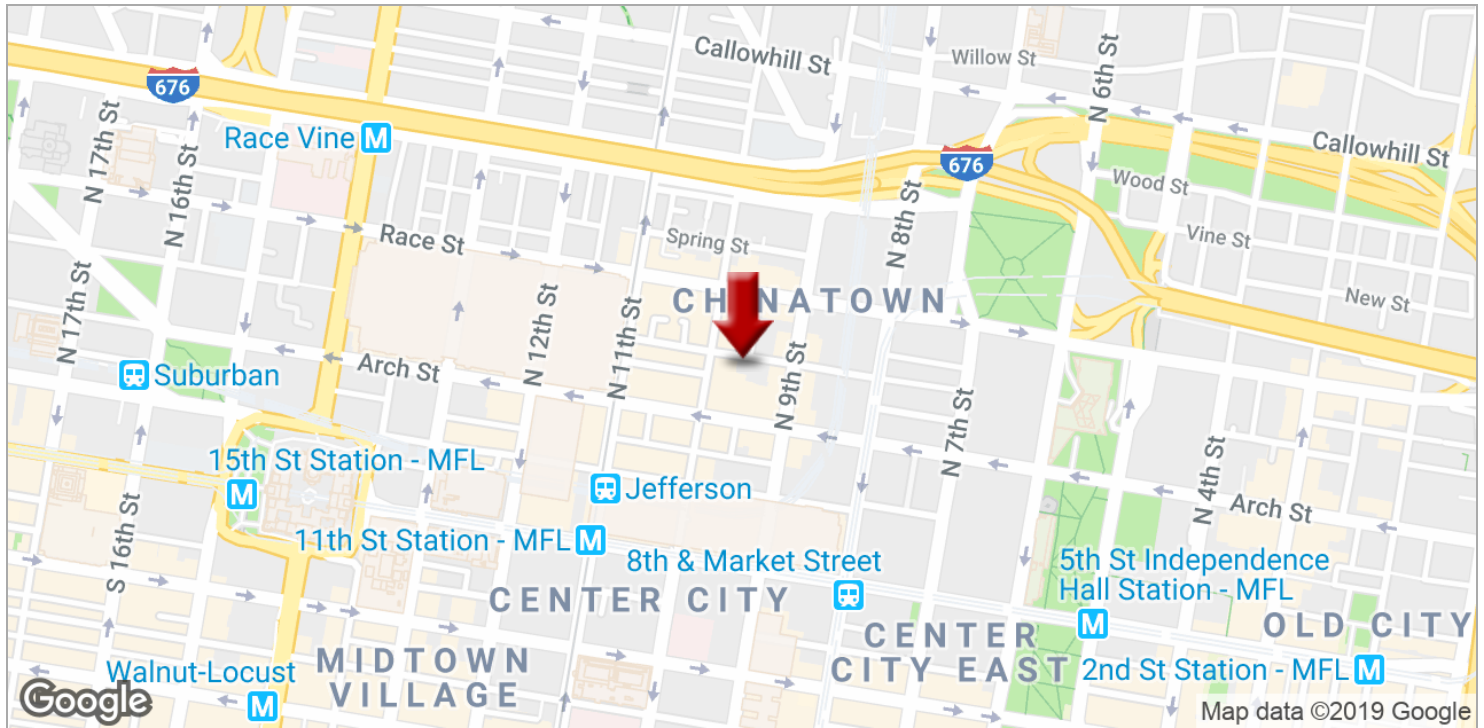 Callowhill St
Willow St
N 6th St
676
Race Vine
N 17th St
N 16th St
676
Callowhill St
Wood St
N 8th St
Race St
Spring St
Vine St
CHINATOWN
New St
N 17th St
N 12th St
N 11th St
Arch St
N 9th St
Suburban
N 7th St
15th St Station - MFL
Jefferson
N 4th St
Arch St
11th St Station - MFL
8th & Market Street
5th St Independence
Hall Station - MFL
S 16th St
CENTER CITY
CENTER
CITY EAST
OLD CITY
MIDTOWN
VILLAGE
Walnut-Locust
2nd St Station - MFL
Google
Map data ©2019 Google